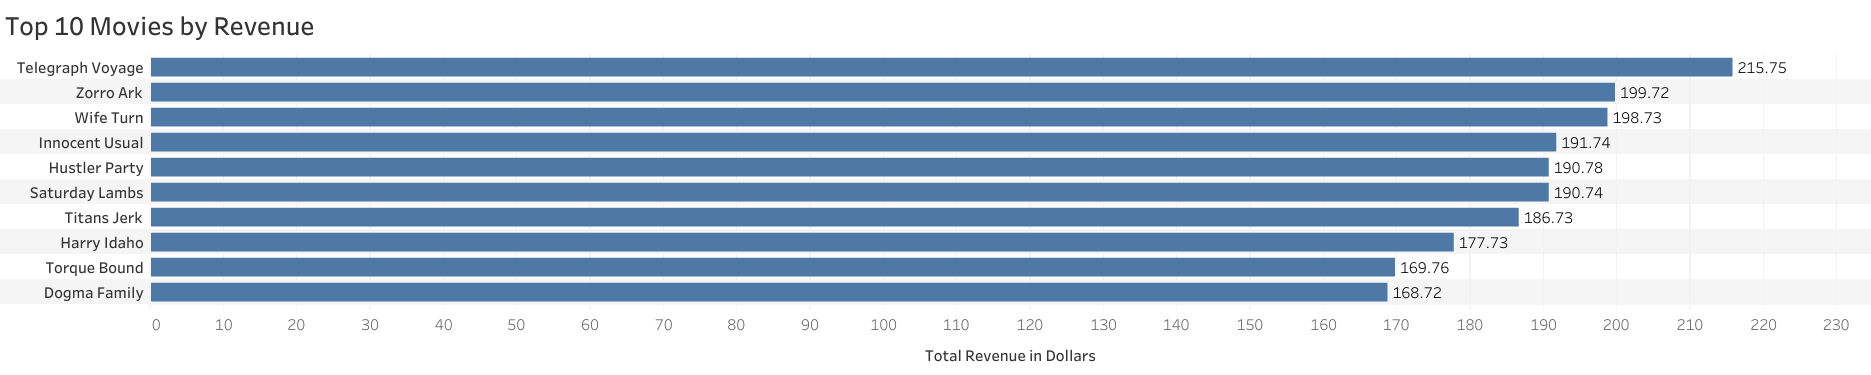 Top 10 Movies by Revenue
Telegraph Voyage 215.75
Zorro Ark 199.72
Wife Turn 198.73
Innocent Usual 191.74
Hustler Party 190.78
Saturday Lambs 190.74
Titans Jerk 186.73
Harry Idaho 177.73
Torque Bound 169.76
Dogma Family 168.72
0 10 20 30 40 50 60 70 80 90 100 110 120 130 140 150 160 170 180 190 200 210 220 230
Total Revenue in Dollars